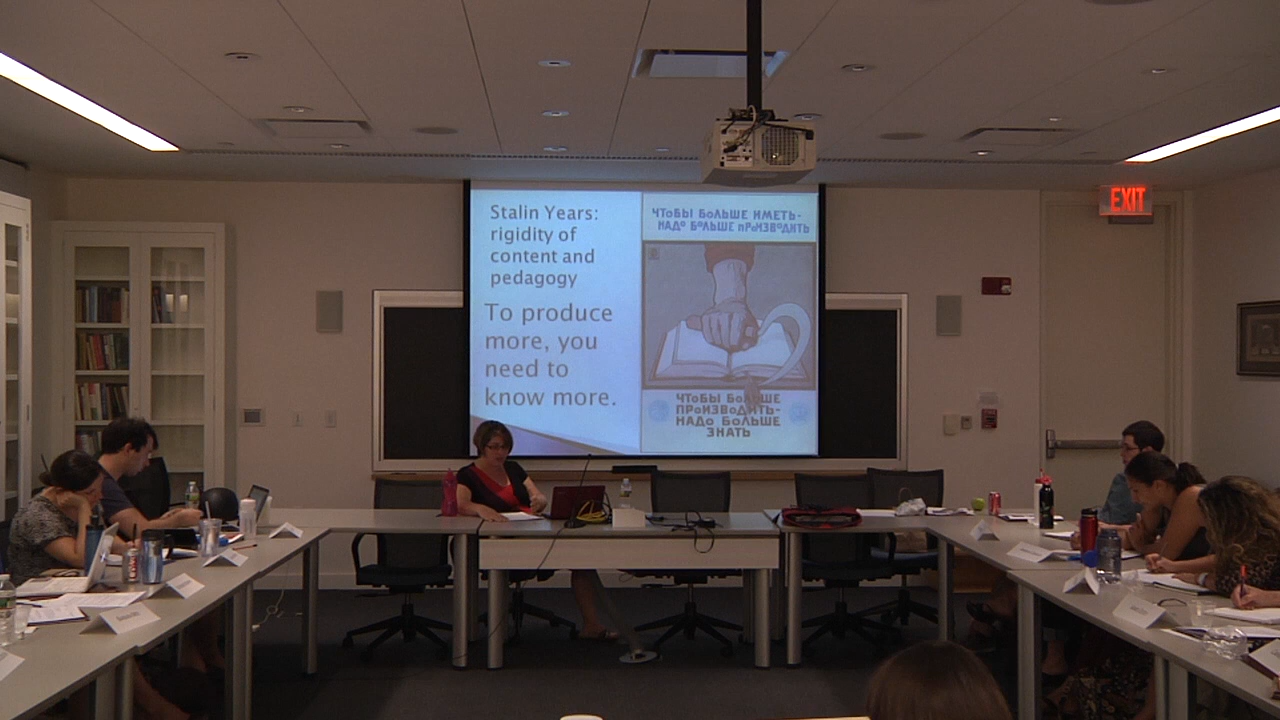 Stalin Years:
rigidity of
content and
pedagogy
To produce
more, you
need to
know more.
ЧТОБЫ БОЛЬШЕ ИМЕТЬ-
НАДО БОЛЬШЕ ПРОИЗВОДИТЬ
ЧТОБЫ БОЛЬШЕ
ПРОИЗВОДИТЬ-
НАДО БОЛЬШЕ
ЗНАТЬ
EXIT